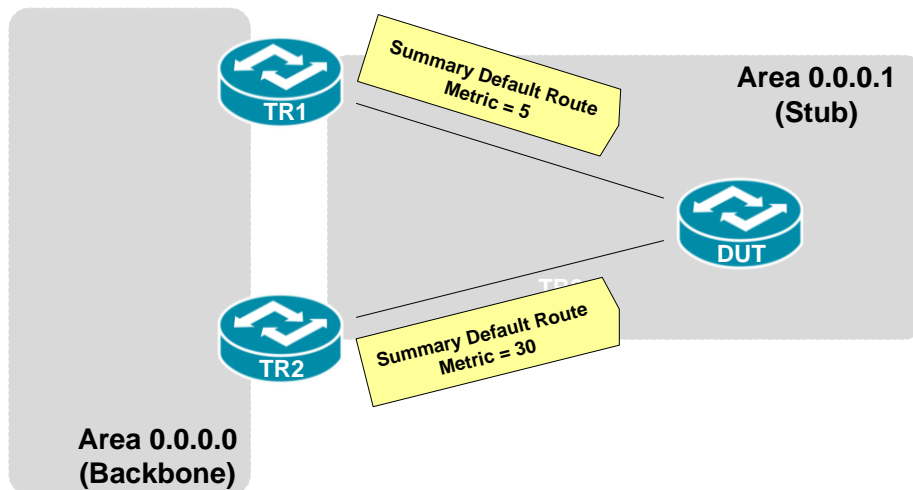 Summary Default Route
Metric = 5
Area 0.0.0.1
(Stub)
TR1
DUT
Summary Default Route
Metric = 30
TR2
Area 0.0.0.0
(Backbone)